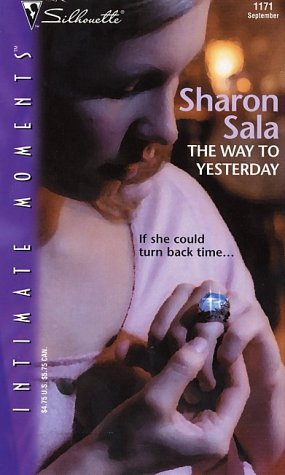 Silhouette®
1171
September
Sharon
Sala
THE WAY TO
YESTERDAY
If she could
turn back time...
INTIMATE MOMENTS™
$4.75 U.S. $5.75 CAN.